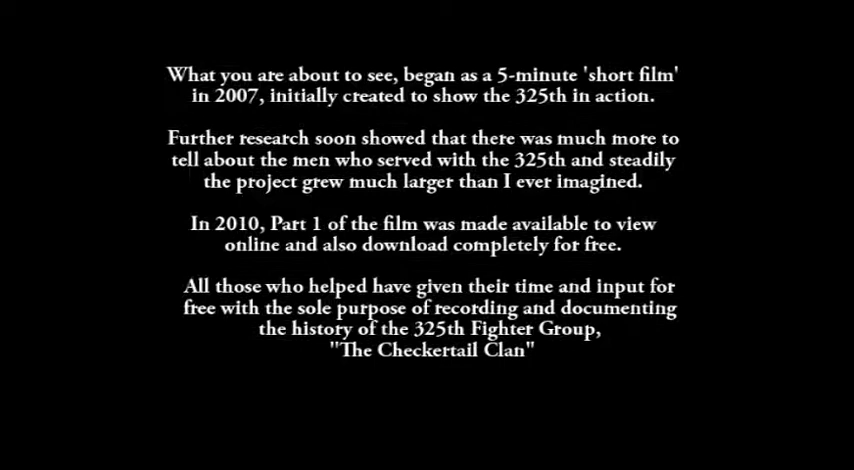 What you are about to see, began as a 5-minute 'short film'
in 2007, initially created to show the 325th in action.
Further research soon showed that there was much more to
tell about the men who served with the 325th and steadily
the project grew much larger than I ever imagined.
In 2010, Part 1 of the film was made available to view
online and also download completely for free.
All those who helped have given their time and input for
free with the sole purpose of recording and documenting
the history of the 325th Fighter Group,
"The Checkertail Clan"